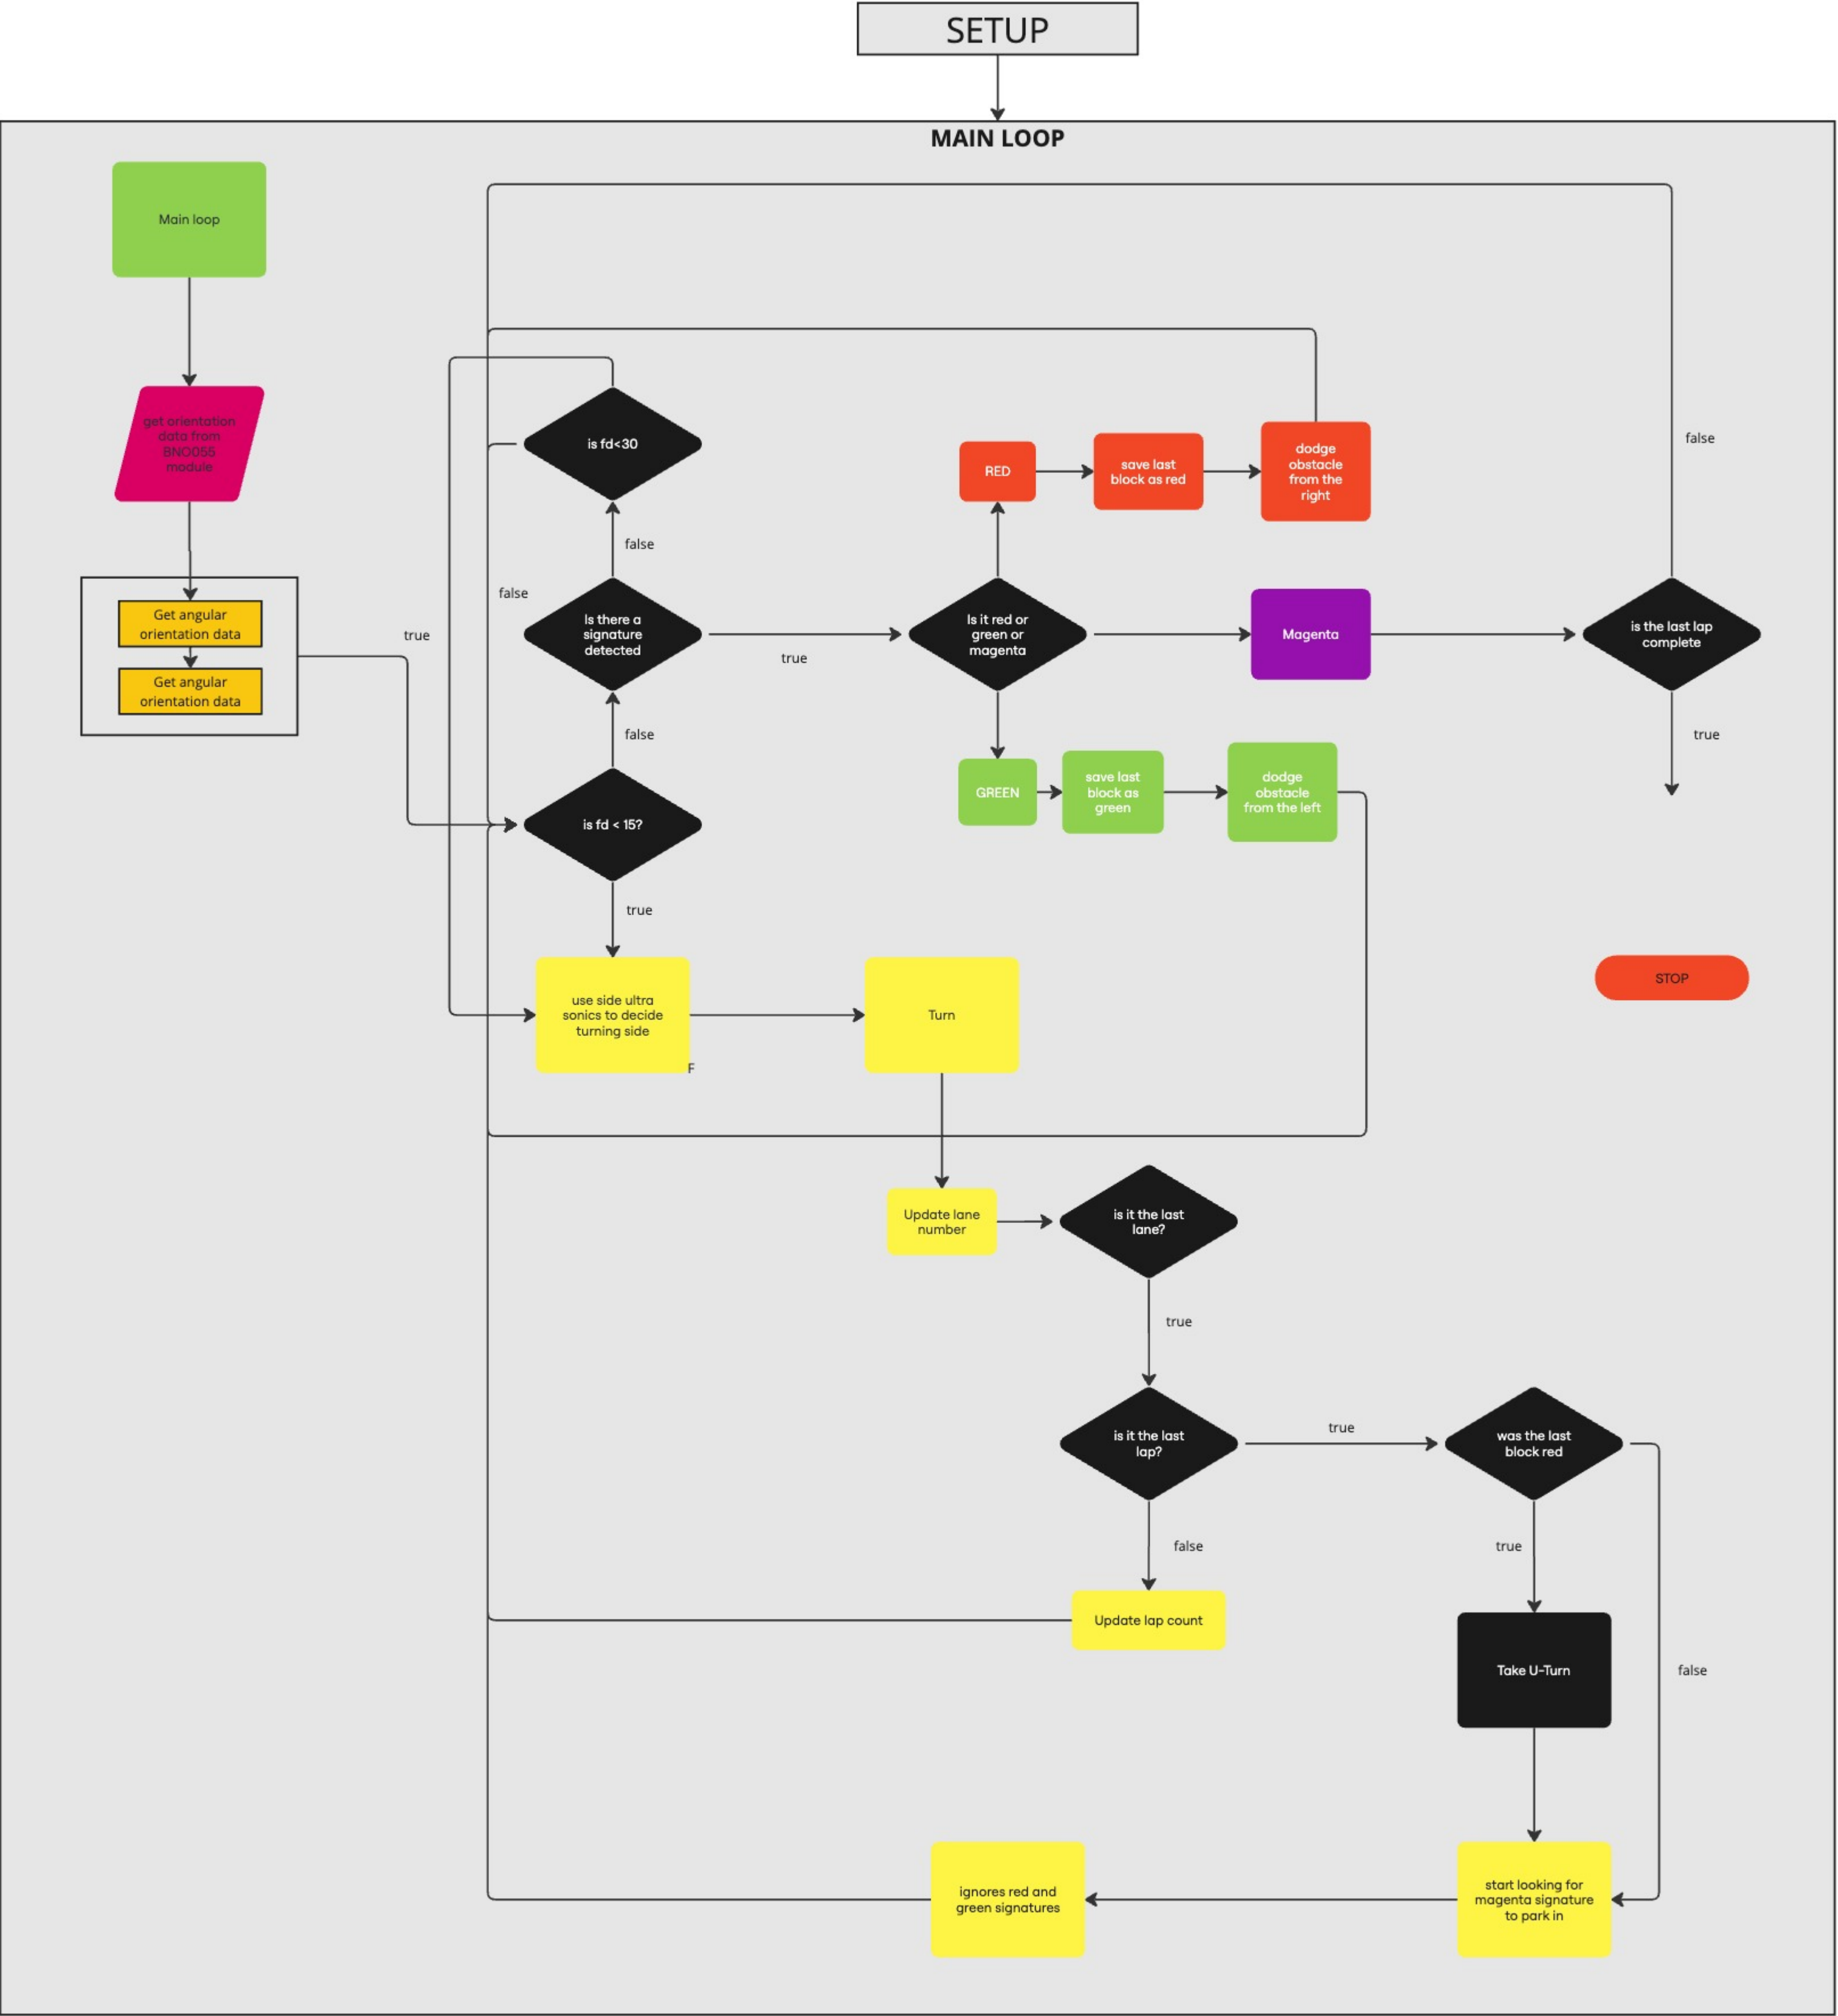 SETUP
MAIN LOOP
Main loop
get orientation
data from
BNO055
module
Get angular
orientation data
Get angular
orientation data
true
is fd<30
false
false
Is there a
signature
detected
true
false
is fd < 15?
true
use side ultra
sonics to decide
turning side
F
Turn
RED
save last
block as red
dodge
obstacle
from the
right
Is it red or
green or
magenta
Magenta
is the last lap
complete
false
true
GREEN
save last
block as
green
dodge
obstacle
from the left
STOP
Update lane
number
is it the last
lane?
true
is it the last
lap?
true
was the last
block red
false
true
Update lap count
Take U-Turn
false
ignores red and
green signatures
start looking for
magenta signature
to park in